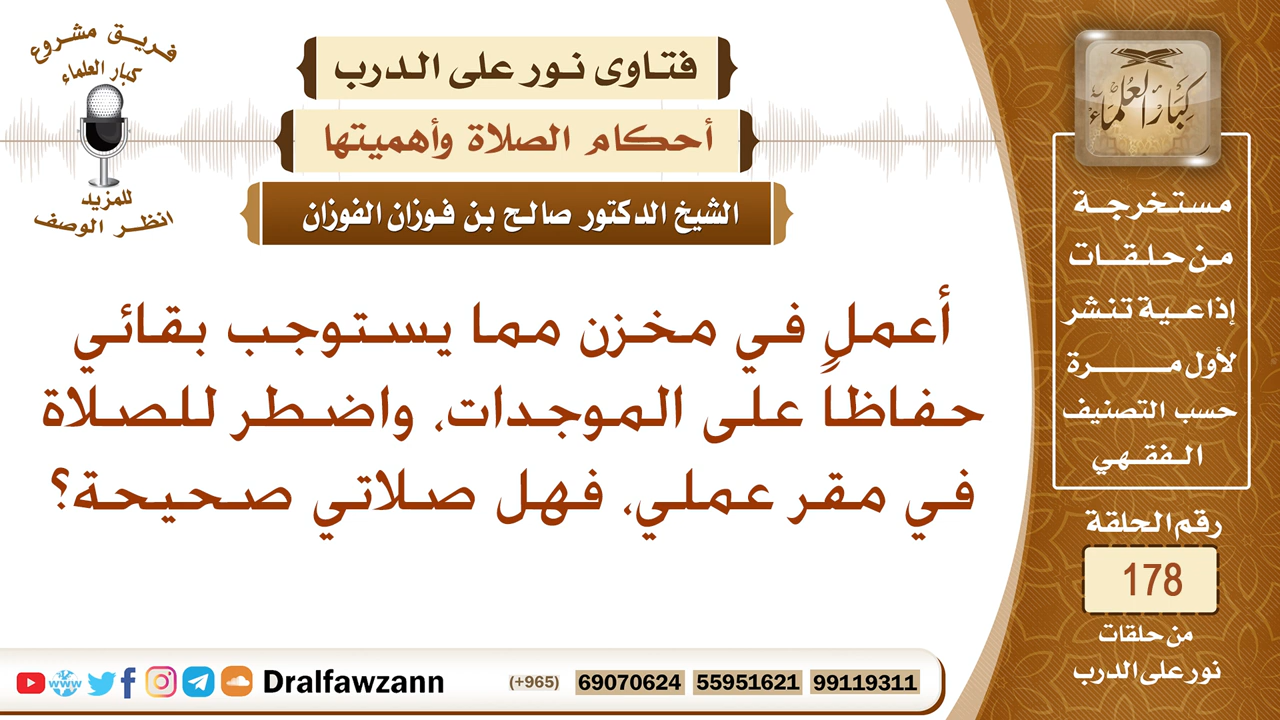 فريق مشروع
كبار العلماء
للمزيد
انظر الوصف
فتاوى نور على الدرب
أحكام الصلاة وأهميتها
الشيخ الدكتور صالح بن فوزان الفوزان
أعمل في مخزن مما يستوجب بقائي
حفاظاً على الموجدات، واضطر للصلاة
في مقر عملي، فهل صلاتي صحيحة؟
كبار العلماء
مستخرجة
من حلقات
إذاعية تنشر
لأول مرة
حسب التصنيف
الفقهي
رقم الحلقة
178
من حلقات
نور على الدرب
www Dralfawzann (+965) 69070624 55951621 99119311